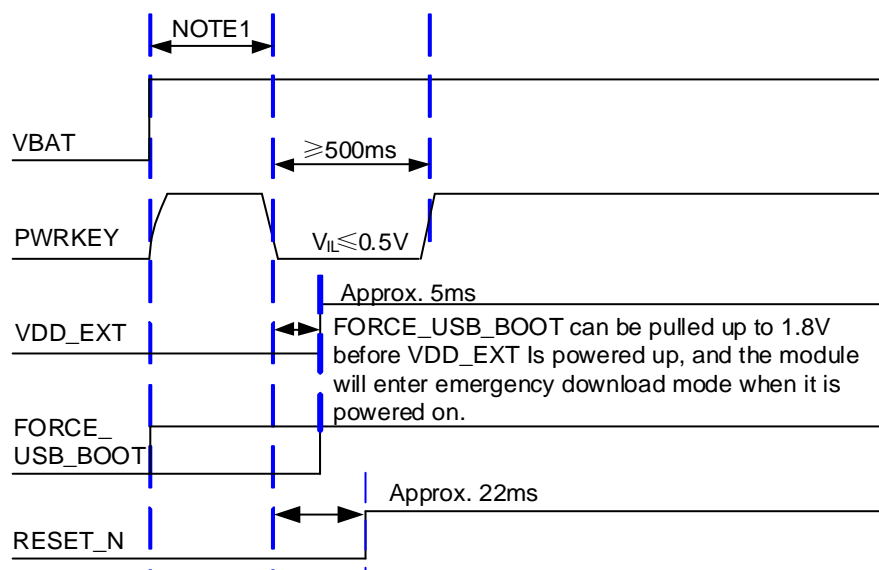 NOTE1
VBAT
≥500ms
PWRKEY
VIL≤0.5V
Approx. 5ms
VDD_EXT
FORCE_USB_BOOT can be pulled up to 1.8V
before VDD_EXT Is powered up, and the module
will enter emergency download mode when it is
powered on.
FORCE_
USB_BOOT
Approx. 22ms
RESET_N